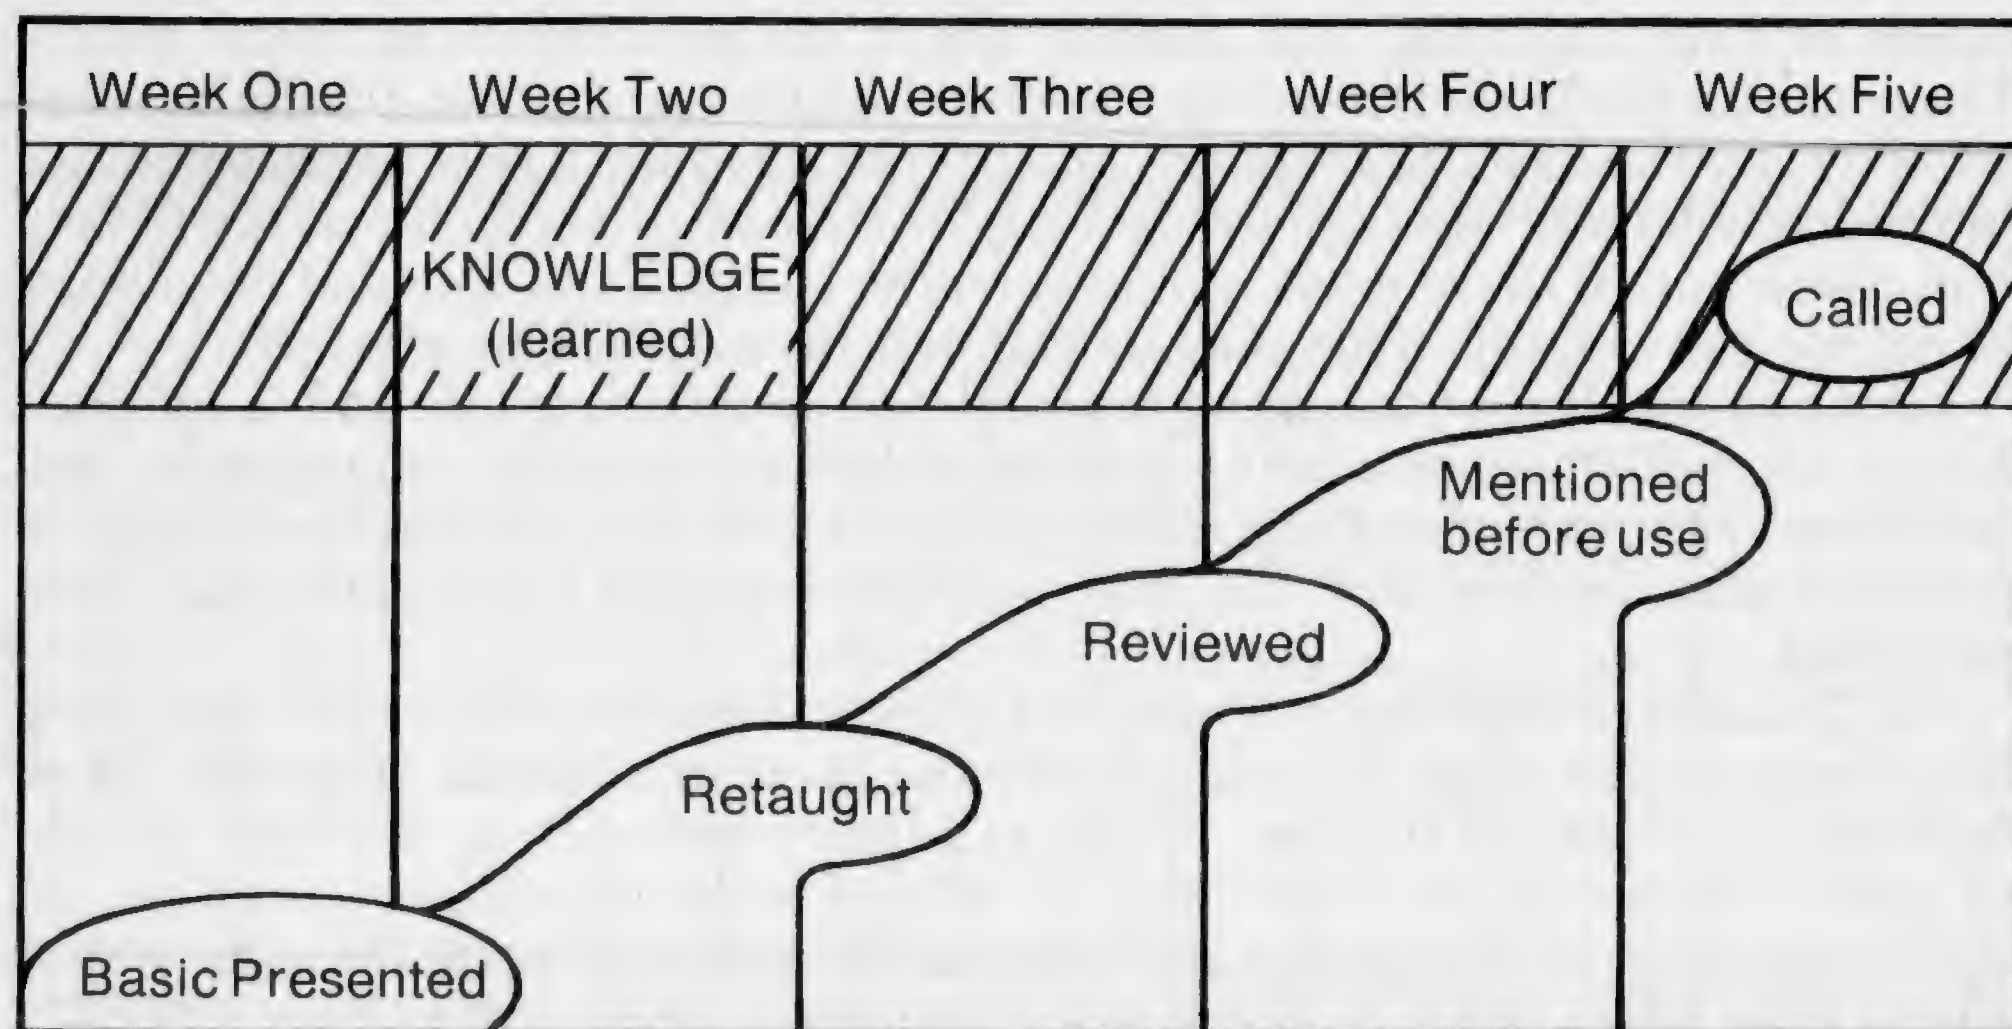 Week One Week Two Week Three Week Four Week Five
KNOWLEDGE
(learned)
Called
Mentioned
before use
Reviewed
Retaught
Basic Presented